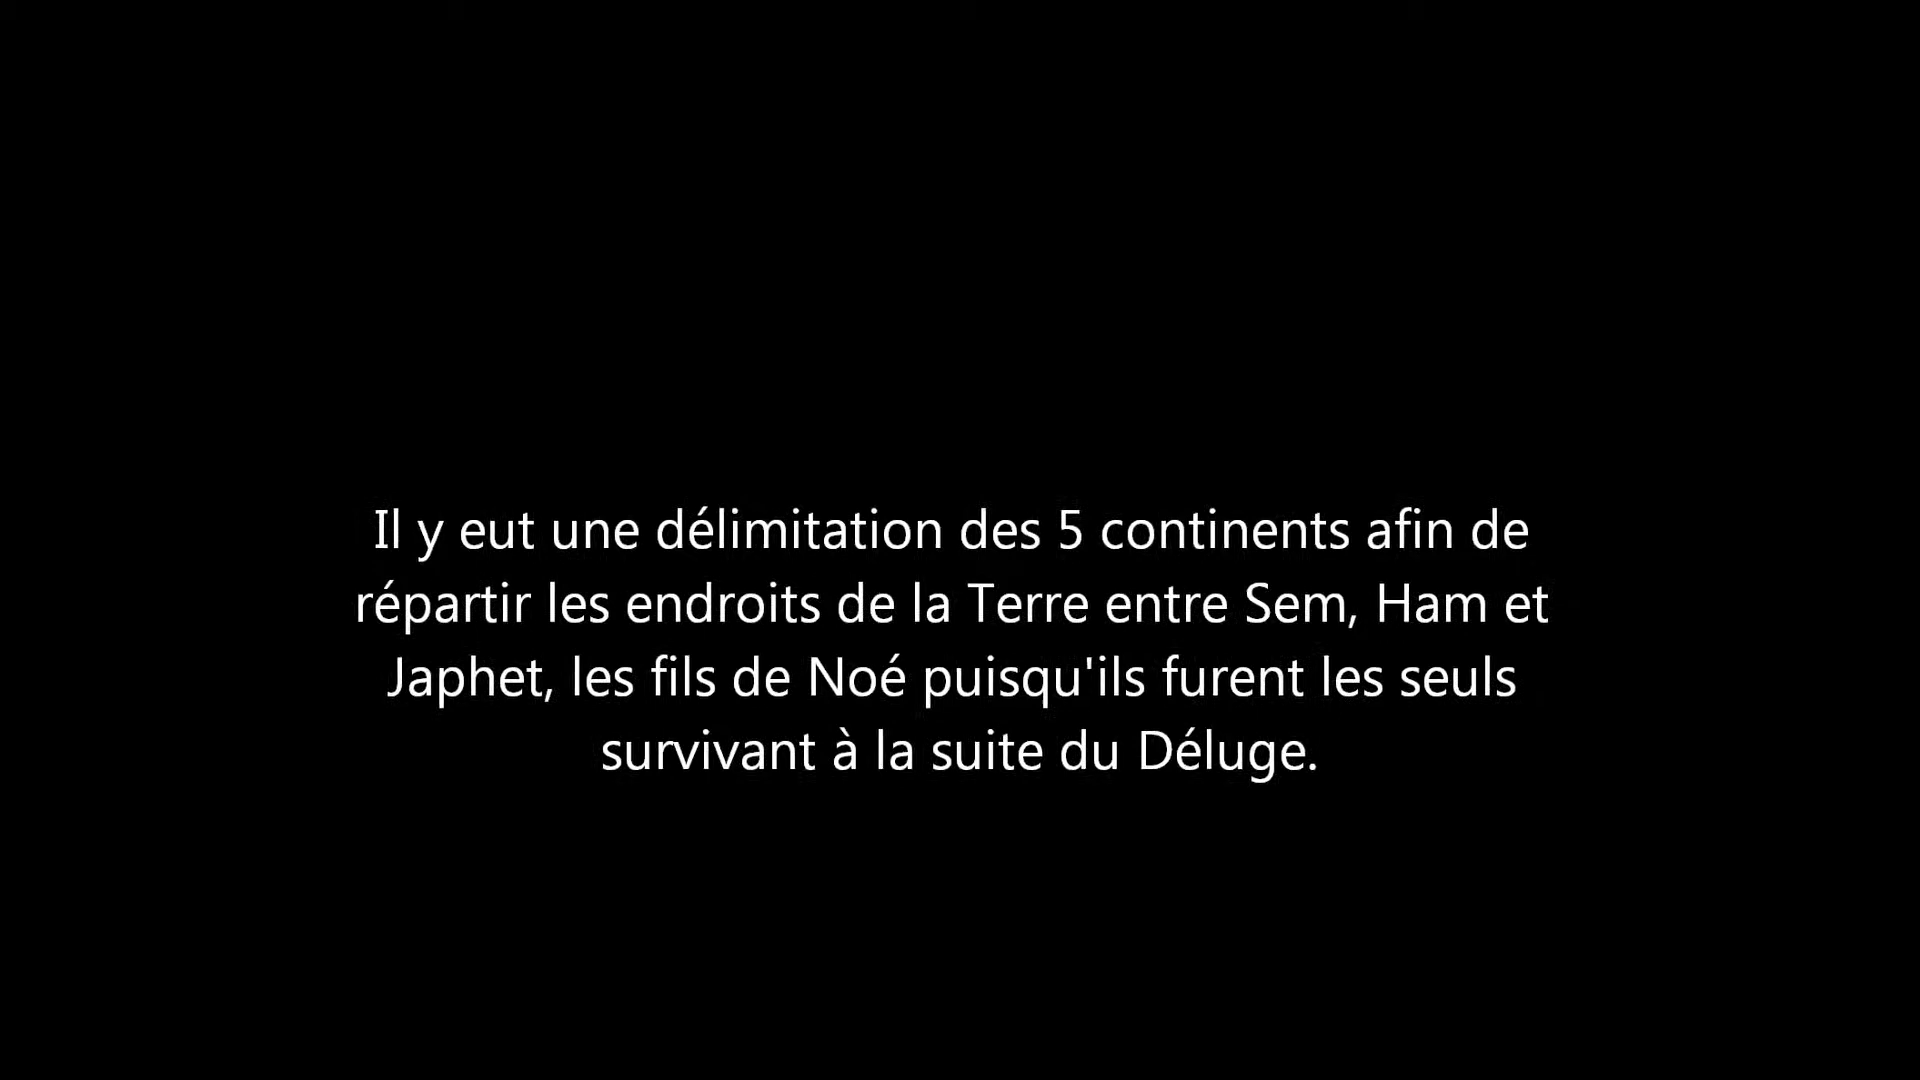 Il y eut une délimitation des 5 continents afin de
répartir les endroits de la Terre entre Sem, Ham et
Japhet, les fils de Noé puisqu'ils furent les seuls
survivant à la suite du Déluge.